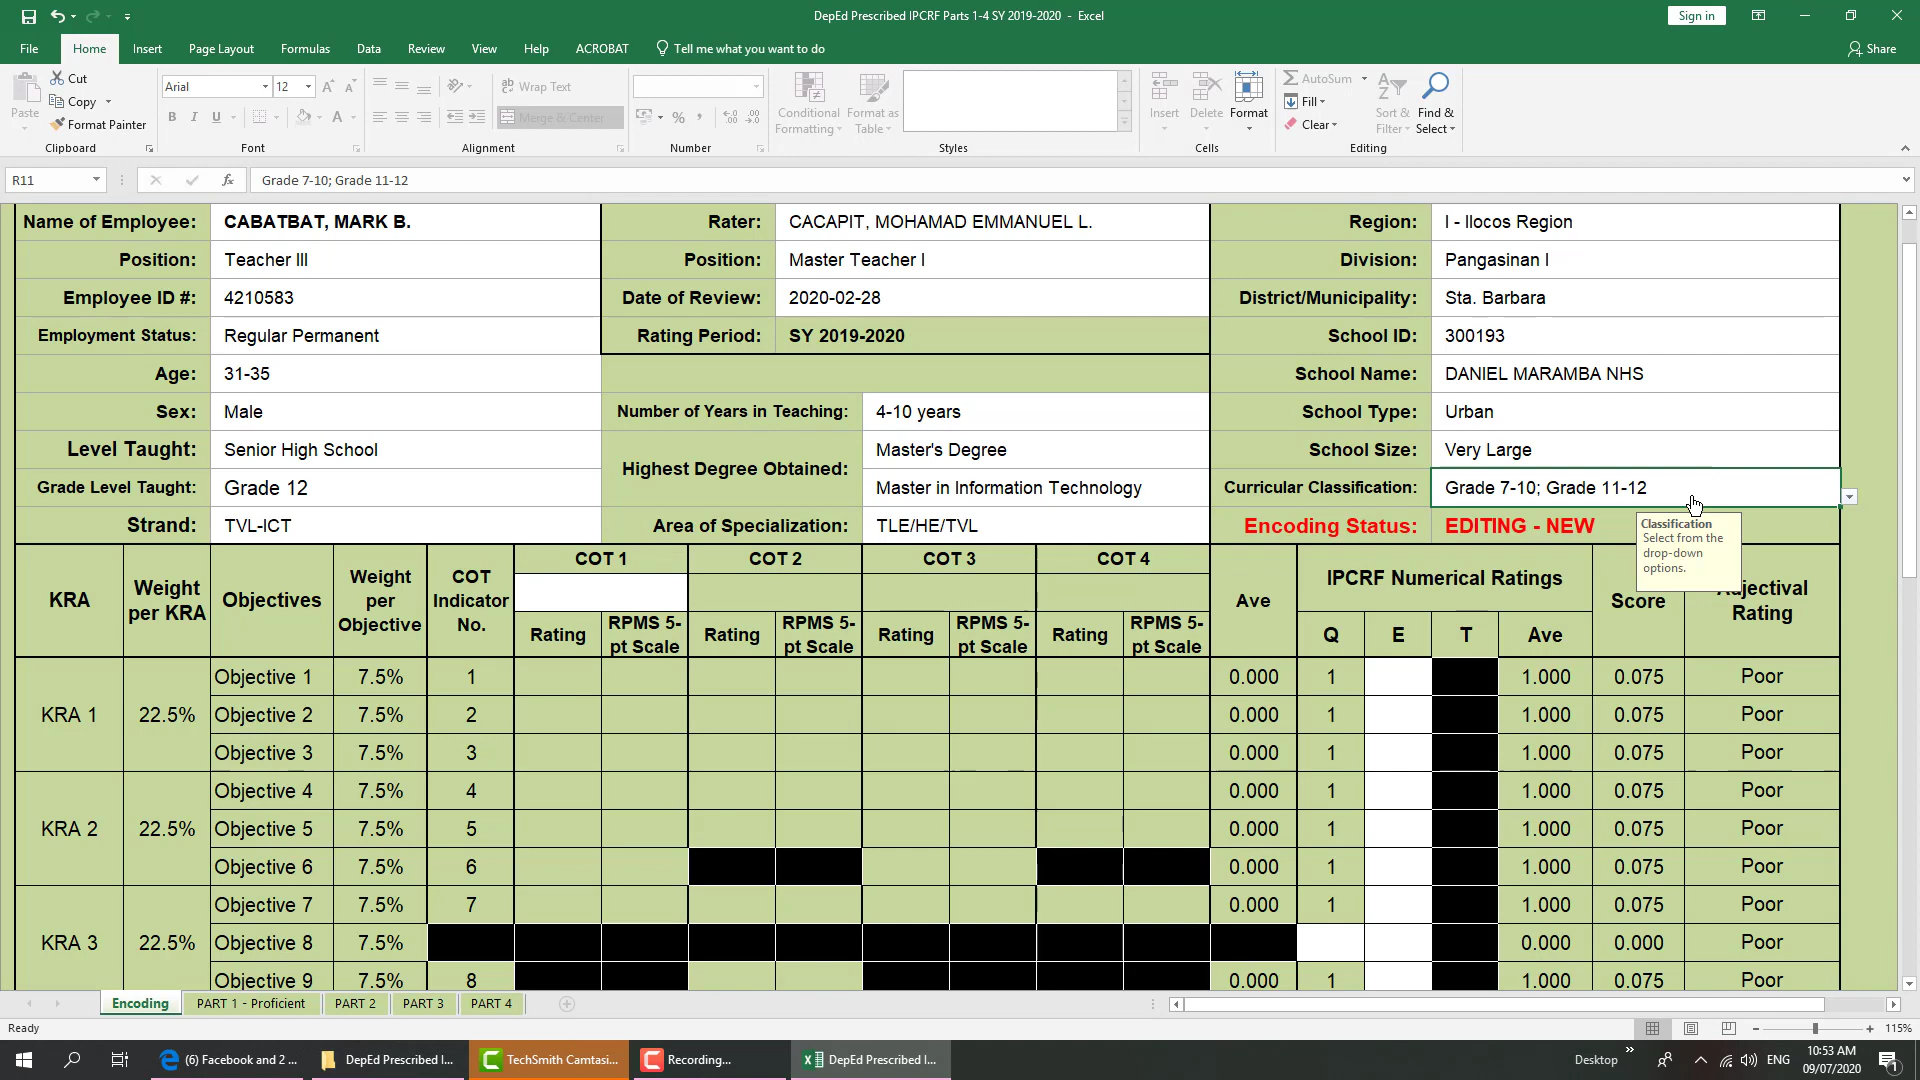 DepEd Prescribed IPCRF Parts 1-4 SY 2019-2020 - Excel
Sign in
File Home Insert Page Layout Formulas Data Review View Help ACROBAT Tell me what you want to do Share
Paste Cut Copy Format Painter Clipboard
Arial 12 B I U A Font
Wrap Text Merge & Center Alignment
% , Number
Conditional Formatting Format as Table Styles
Insert Delete Format Cells
AutoSum Fill Clear Sort & Filter Find & Select Editing
R11 fx Grade 7-10; Grade 11-12
Name of Employee: CABATBAT, MARK B. Rater: CACAPIT, MOHAMAD EMMANUEL L. Region: I - Ilocos Region
Position: Teacher III Position: Master Teacher I Division: Pangasinan I
Employee ID #: 4210583 Date of Review: 2020-02-28 District/Municipality: Sta. Barbara
Employment Status: Regular Permanent Rating Period: SY 2019-2020 School ID: 300193
Age: 31-35 School Name: DANIEL MARAMBA NHS
Sex: Male Number of Years in Teaching: 4-10 years School Type: Urban
Level Taught: Senior High School Highest Degree Obtained: Master's Degree School Size: Very Large
Grade Level Taught: Grade 12 Master in Information Technology Curricular Classification: Grade 7-10; Grade 11-12
Strand: TVL-ICT Area of Specialization: TLE/HE/TVL Encoding Status: EDITING - NEW
Classification
Select from the
drop-down
options.
KRA Weight per KRA Objectives Weight per Objective COT Indicator No. COT 1 COT 2 COT 3 COT 4 Ave IPCRF Numerical Ratings Score Adjectival Rating
Rating RPMS 5-pt Scale Rating RPMS 5-pt Scale Rating RPMS 5-pt Scale Rating RPMS 5-pt Scale Q E T Ave
KRA 1 22.5% Objective 1 7.5% 1 0.000 1 1.000 0.075 Poor
Objective 2 7.5% 2 0.000 1 1.000 0.075 Poor
Objective 3 7.5% 3 0.000 1 1.000 0.075 Poor
KRA 2 22.5% Objective 4 7.5% 4 0.000 1 1.000 0.075 Poor
Objective 5 7.5% 5 0.000 1 1.000 0.075 Poor
Objective 6 7.5% 6 0.000 1 1.000 0.075 Poor
KRA 3 22.5% Objective 7 7.5% 7 0.000 1 1.000 0.075 Poor
Objective 8 7.5% 0.000 0.000 Poor
Objective 9 7.5% 8 0.000 1 1.000 0.075 Poor
Encoding PART 1 - Proficient PART 2 PART 3 PART 4
Ready 115%
(6) Facebook and 2 ... DepEd Prescribed I... TechSmith Camtasi... Recording... DepEd Prescribed I... Desktop ENG 10:53 AM
09/07/2020 1